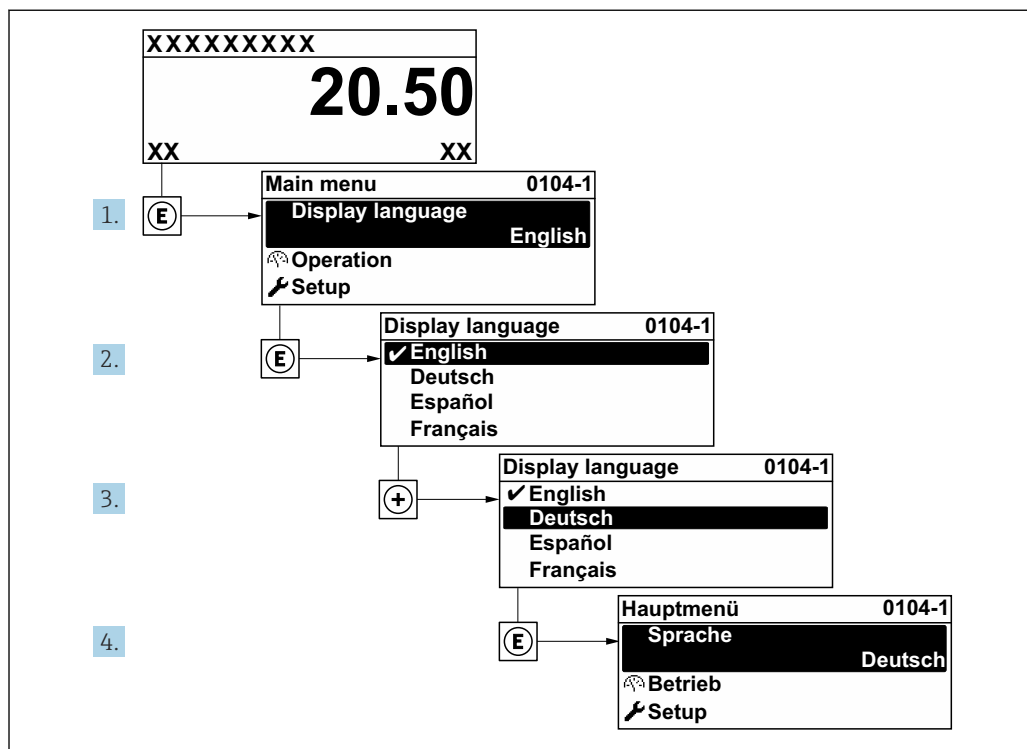 XXXXXXXXX
20.50
XX XX
Main menu 0104-1
1. E Display language
English
Operation
Setup
Display language 0104-1
2. E ✔English
Deutsch
Español
Français
Display language 0104-1
3. + ✔English
Deutsch
Español
Français
Hauptmenü 0104-1
4. E Sprache
Deutsch
Betrieb
Setup